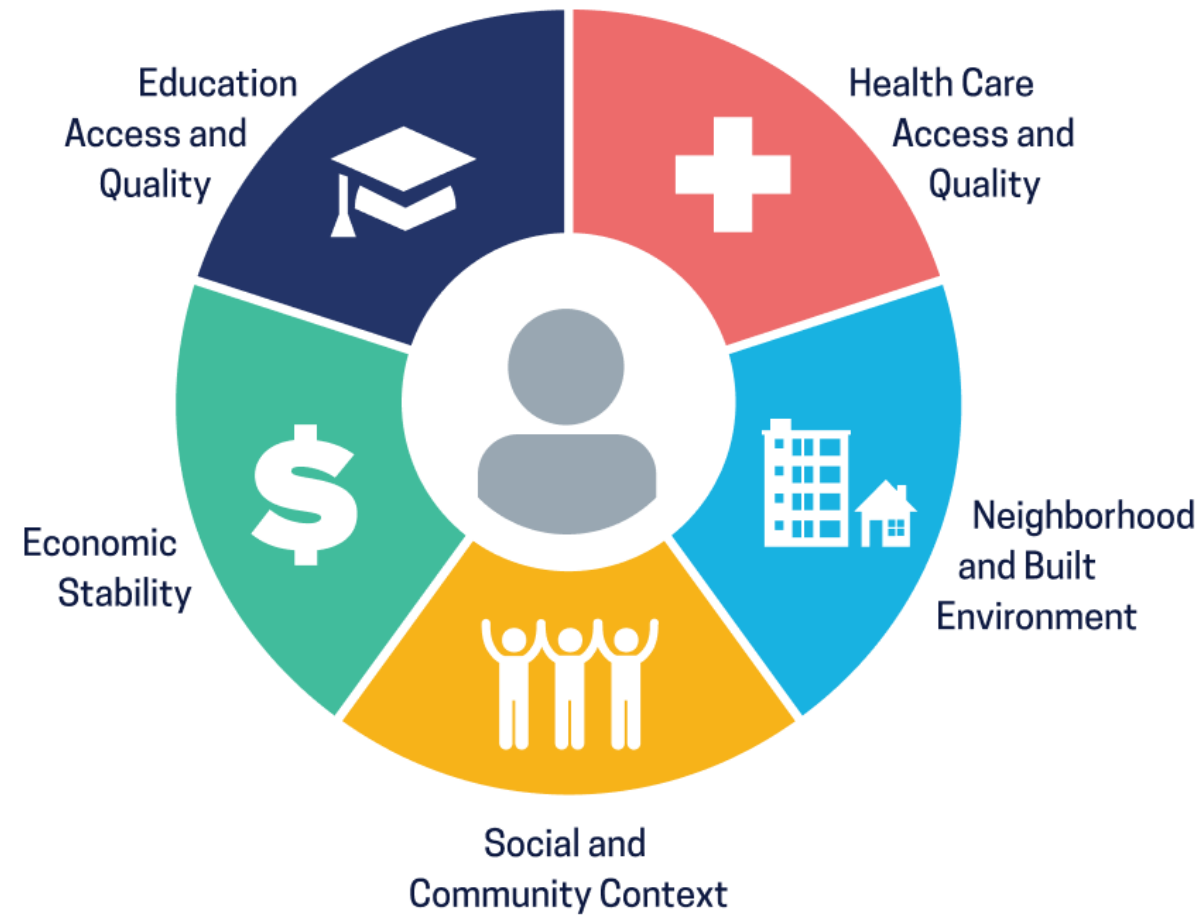 Education
Access and
Quality
Health Care
Access and
Quality
Economic
Stability
Neighborhood
and Built
Environment
Social and
Community Context